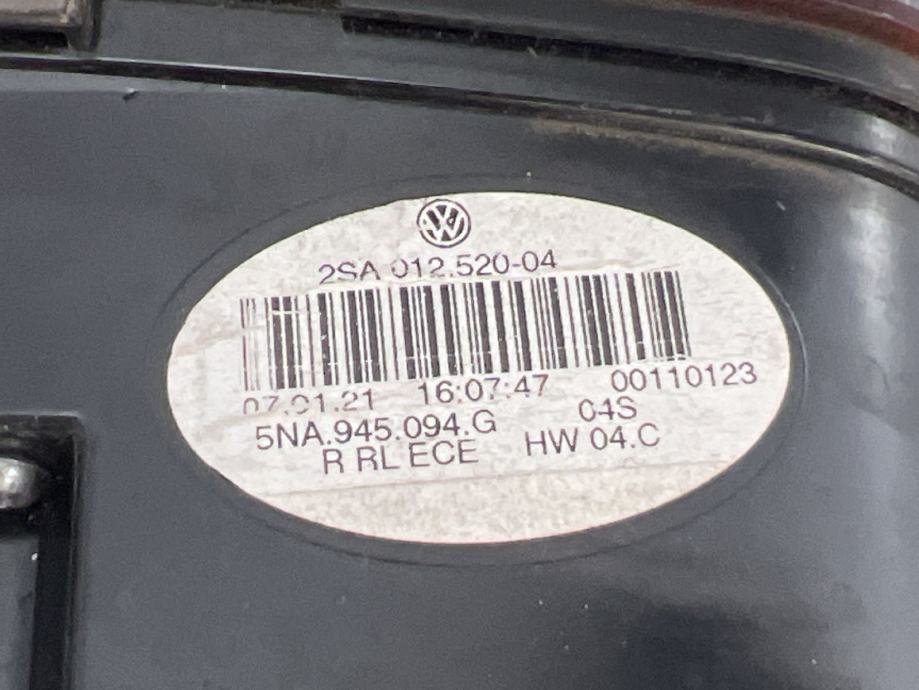 2SA 012.520-04
07.01.21 16:07:47 00110123
5NA.945.094.G 04S
R RL ECE HW 04.C